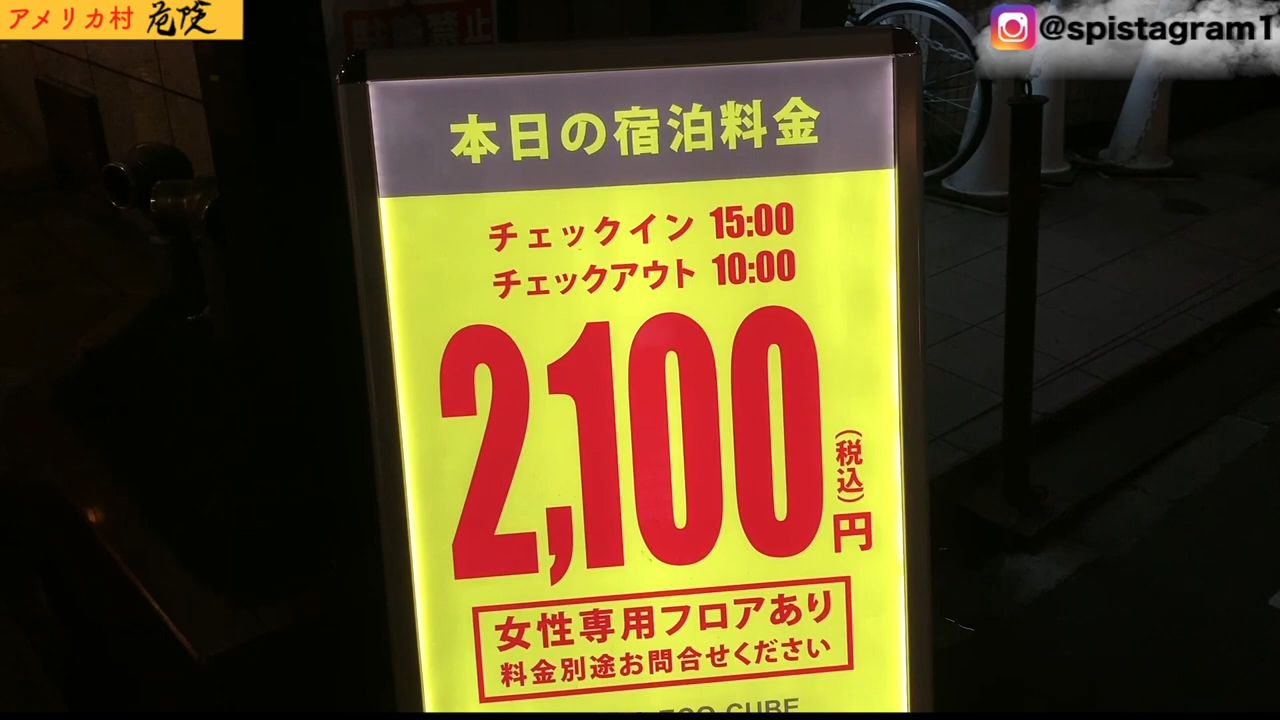 アメリカ村 危険
@spistagram1
本日の宿泊料金
チェックイン 15:00
チェックアウト 10:00
2,100
(税込)
円
女性専用フロアあり
料金別途お問合せください
ECO CUBE